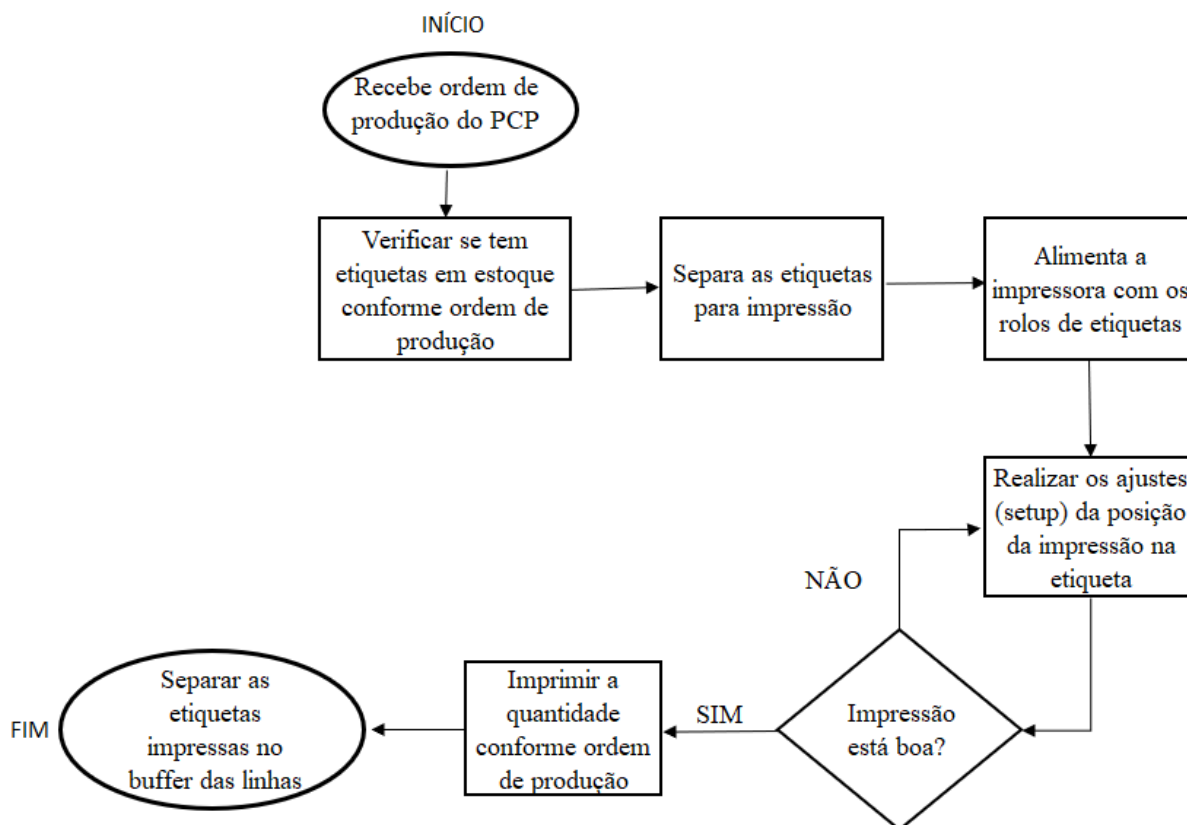 INÍCIO
Recebe ordem de
produção do PCP
Verificar se tem
etiquetas em estoque
conforme ordem de
produção
Separa as etiquetas
para impressão
Alimenta a
impressora com os
rolos de etiquetas
Realizar os ajustes
(setup) da posição
da impressão na
etiqueta
NÃO
Impressão
está boa?
SIM
Imprimir a
quantidade
conforme ordem
de produção
Separar as
etiquetas
impressas no
buffer das linhas
FIM